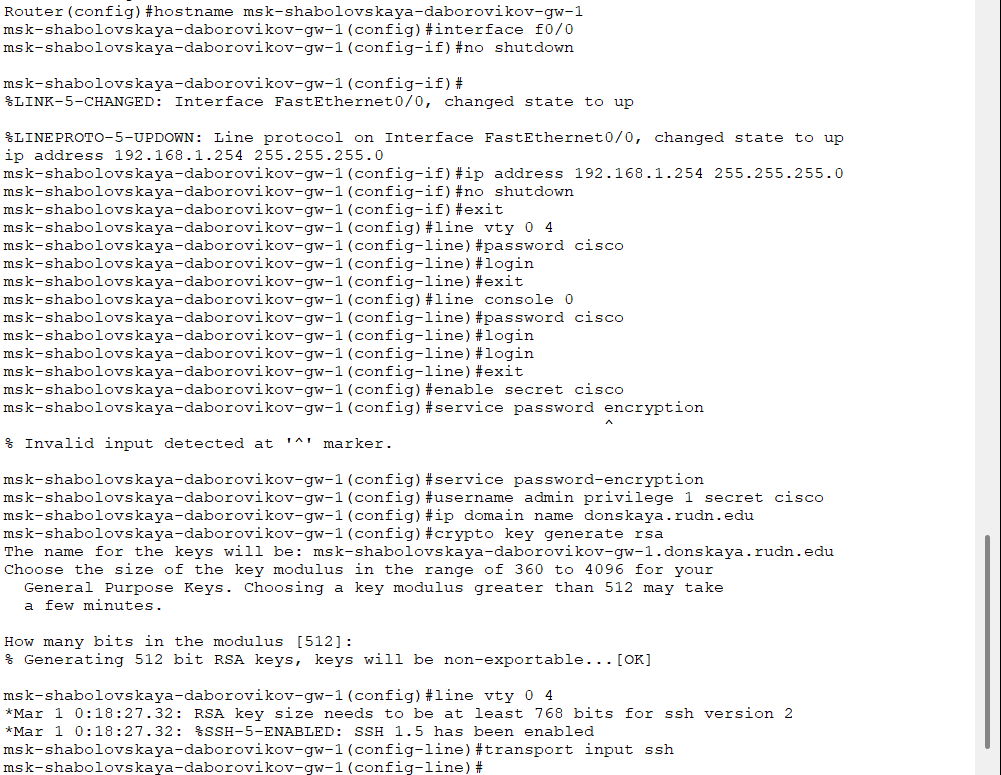 Router(config)#hostname msk-shabolovskaya-daborovikov-gw-1
msk-shabolovskaya-daborovikov-gw-1(config)#interface f0/0
msk-shabolovskaya-daborovikov-gw-1(config-if)#no shutdown
msk-shabolovskaya-daborovikov-gw-1(config-if)#
%LINK-5-CHANGED: Interface FastEthernet0/0, changed state to up
%LINEPROTO-5-UPDOWN: Line protocol on Interface FastEthernet0/0, changed state to up
ip address 192.168.1.254 255.255.255.0
msk-shabolovskaya-daborovikov-gw-1(config-if)#ip address 192.168.1.254 255.255.255.0
msk-shabolovskaya-daborovikov-gw-1(config-if)#no shutdown
msk-shabolovskaya-daborovikov-gw-1(config-if)#exit
msk-shabolovskaya-daborovikov-gw-1(config)#line vty 0 4
msk-shabolovskaya-daborovikov-gw-1(config-line)#password cisco
msk-shabolovskaya-daborovikov-gw-1(config-line)#login
msk-shabolovskaya-daborovikov-gw-1(config-line)#exit
msk-shabolovskaya-daborovikov-gw-1(config)#line console 0
msk-shabolovskaya-daborovikov-gw-1(config-line)#password cisco
msk-shabolovskaya-daborovikov-gw-1(config-line)#login
msk-shabolovskaya-daborovikov-gw-1(config-line)#login
msk-shabolovskaya-daborovikov-gw-1(config-line)#exit
msk-shabolovskaya-daborovikov-gw-1(config)#enable secret cisco
msk-shabolovskaya-daborovikov-gw-1(config)#service password encryption
^
% Invalid input detected at '^' marker.
msk-shabolovskaya-daborovikov-gw-1(config)#service password-encryption
msk-shabolovskaya-daborovikov-gw-1(config)#username admin privilege 1 secret cisco
msk-shabolovskaya-daborovikov-gw-1(config)#ip domain name donskaya.rudn.edu
msk-shabolovskaya-daborovikov-gw-1(config)#crypto key generate rsa
The name for the keys will be: msk-shabolovskaya-daborovikov-gw-1.donskaya.rudn.edu
Choose the size of the key modulus in the range of 360 to 4096 for your
General Purpose Keys. Choosing a key modulus greater than 512 may take
a few minutes.
How many bits in the modulus [512]:
% Generating 512 bit RSA keys, keys will be non-exportable...[OK]
msk-shabolovskaya-daborovikov-gw-1(config)#line vty 0 4
*Mar 1 0:18:27.32: RSA key size needs to be at least 768 bits for ssh version 2
*Mar 1 0:18:27.32: %SSH-5-ENABLED: SSH 1.5 has been enabled
msk-shabolovskaya-daborovikov-gw-1(config-line)#transport input ssh
msk-shabolovskaya-daborovikov-gw-1(config-line)#